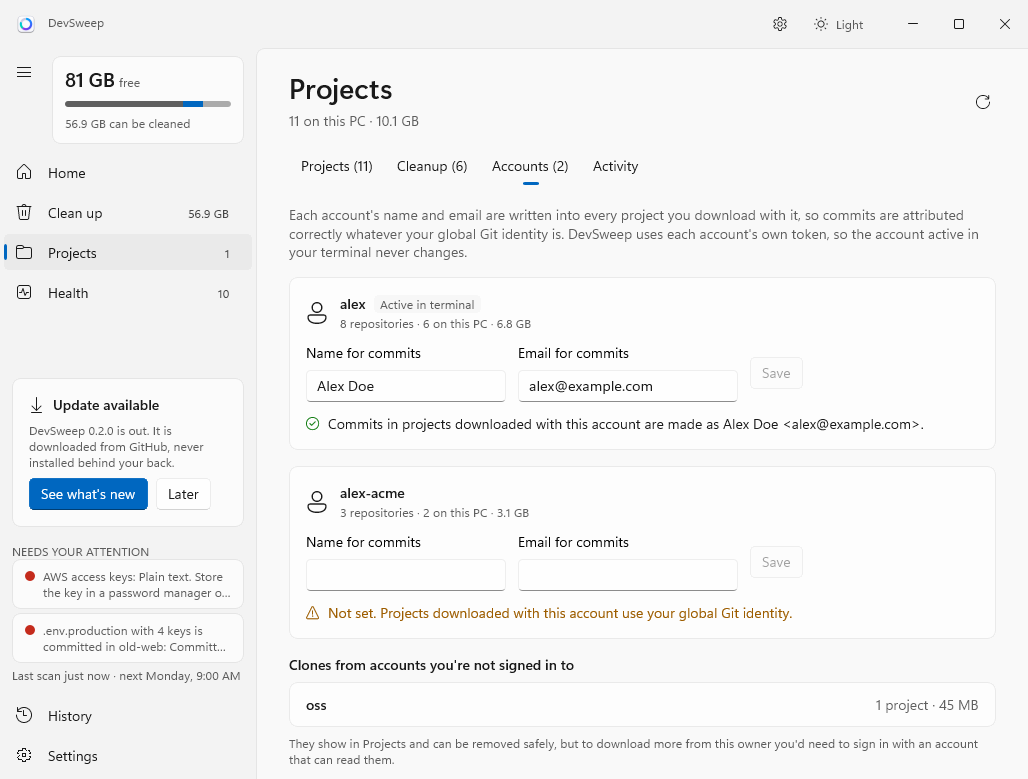 DevSweep
Light
81 GB free
56.9 GB can be cleaned
Home
Clean up 56.9 GB
Projects 1
Health 10
Update available
DevSweep 0.2.0 is out. It is
downloaded from GitHub, never
installed behind your back.
See what's new
Later
NEEDS YOUR ATTENTION
AWS access keys: Plain text. Store
the key in a password manager o...
.env.production with 4 keys is
committed in old-web: Committ...
Last scan just now · next Monday, 9:00 AM
History
Settings
Projects
11 on this PC · 10.1 GB
Projects (11) Cleanup (6) Accounts (2) Activity
Each account's name and email are written into every project you download with it, so commits are attributed
correctly whatever your global Git identity is. DevSweep uses each account's own token, so the account active in
your terminal never changes.
alex Active in terminal
8 repositories · 6 on this PC · 6.8 GB
Name for commits Email for commits
Alex Doe alex@example.com Save
Commits in projects downloaded with this account are made as Alex Doe <alex@example.com>.
alex-acme
3 repositories · 2 on this PC · 3.1 GB
Name for commits Email for commits
Save
Not set. Projects downloaded with this account use your global Git identity.
Clones from accounts you're not signed in to
oss 1 project · 45 MB
They show in Projects and can be removed safely, but to download more from this owner you'd need to sign in with an account
that can read them.